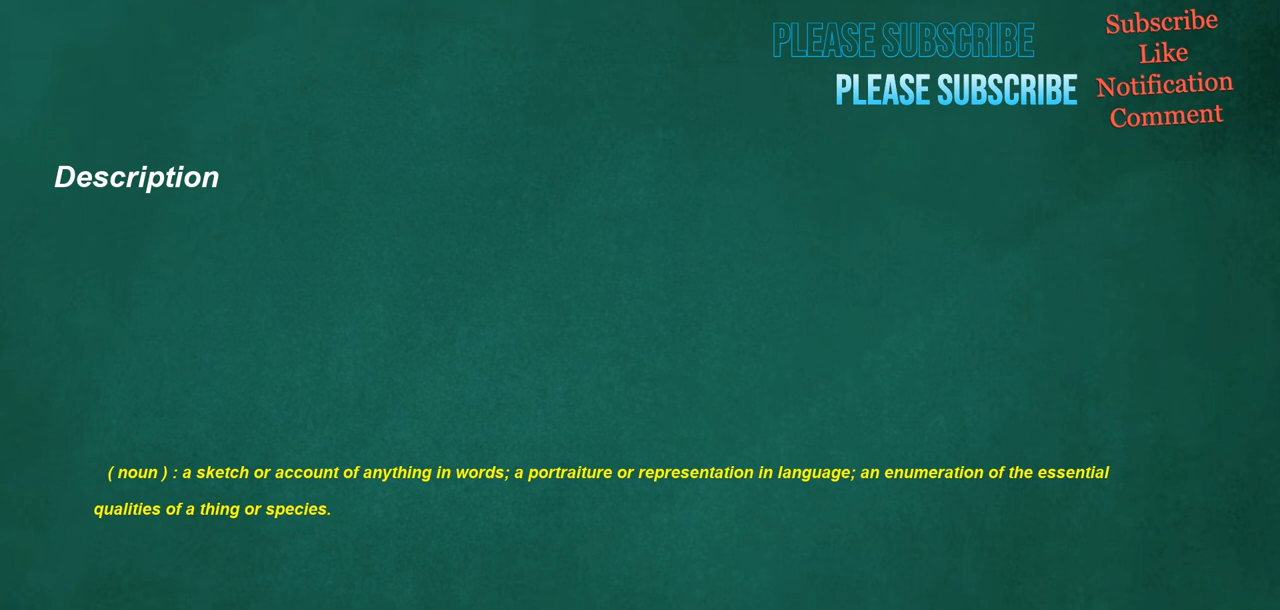 PLEASE SUBSCRIBE
PLEASE SUBSCRIBE
Subscribe
Like
Notification
Comment
Description
( noun ) : a sketch or account of anything in words; a portraiture or representation in language; an enumeration of the essential
qualities of a thing or species.